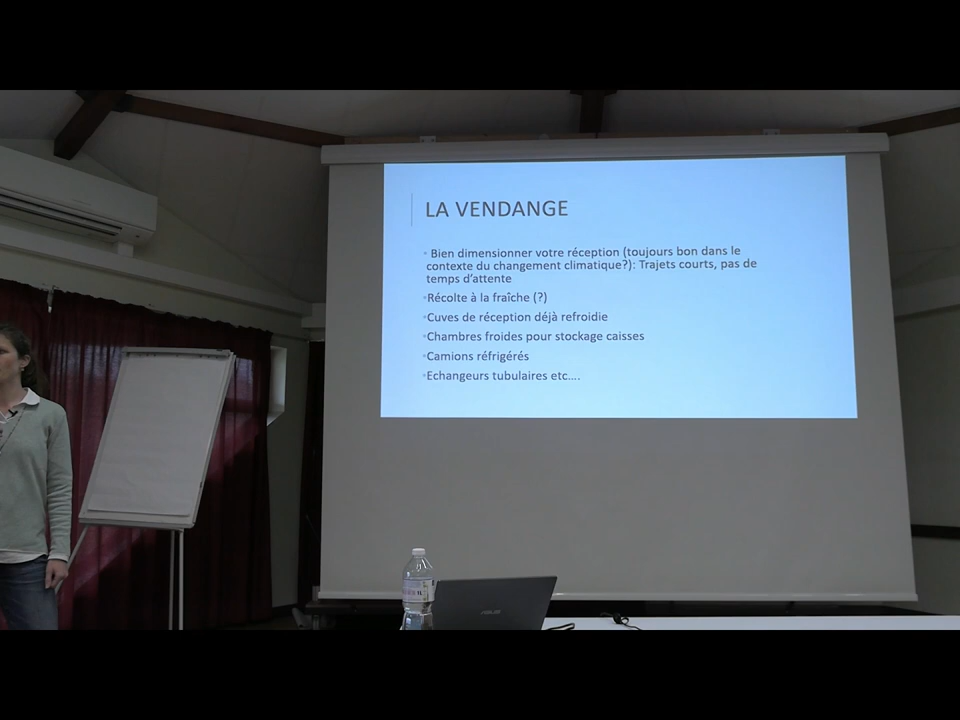 LA VENDANGE
• Bien dimensionner votre réception (toujours bon dans le
contexte du changement climatique?): Trajets courts, pas de
temps d'attente
•Récolte à la fraîche (?)
•Cuves de réception déjà refroidie
•Chambres froides pour stockage caisses
•Camions réfrigérés
•Echangeurs tubulaires etc....
ASUS